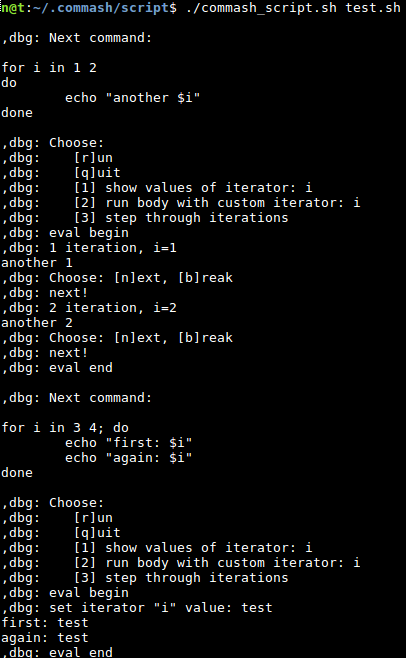 n@t:~/.commash/script$ ./commash_script.sh test.sh
,dbg: Next command:
for i in 1 2
do
        echo "another $i"
done
,dbg: Choose:
,dbg:    [r]un
,dbg:    [q]uit
,dbg:    [1] show values of iterator: i
,dbg:    [2] run body with custom iterator: i
,dbg:    [3] step through iterations
,dbg: eval begin
,dbg: 1 iteration, i=1
another 1
,dbg: Choose: [n]ext, [b]reak
,dbg: next!
,dbg: 2 iteration, i=2
another 2
,dbg: Choose: [n]ext, [b]reak
,dbg: next!
,dbg: eval end
,dbg: Next command:
for i in 3 4; do
        echo "first: $i"
        echo "again: $i"
done
,dbg: Choose:
,dbg:    [r]un
,dbg:    [q]uit
,dbg:    [1] show values of iterator: i
,dbg:    [2] run body with custom iterator: i
,dbg:    [3] step through iterations
,dbg: eval begin
,dbg: set iterator "i" value: test
first: test
again: test
,dbg: eval end